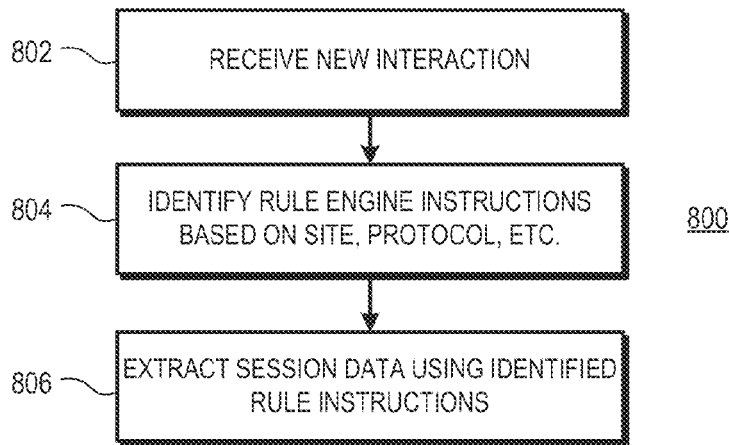 802
RECEIVE NEW INTERACTION
804
IDENTIFY RULE ENGINE INSTRUCTIONS
BASED ON SITE, PROTOCOL, ETC.
800
806
EXTRACT SESSION DATA USING IDENTIFIED
RULE INSTRUCTIONS